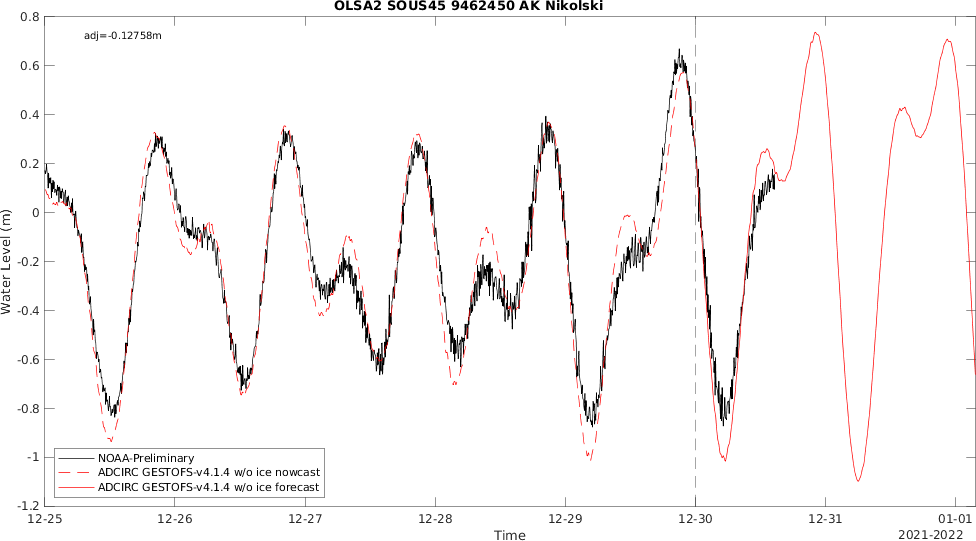 OLSA2 SOUS45 9462450 AK Nikolski
adj=-0.12758m
0.8
0.6
0.4
0.2
0
-0.2
-0.4
-0.6
-0.8
-1
-1.2
Water Level (m)
NOAA-Preliminary
ADCIRC GESTOFS-v4.1.4 w/o ice nowcast
ADCIRC GESTOFS-v4.1.4 w/o ice forecast
12-25 12-26 12-27 12-28 12-29 12-30 12-31 01-01
Time
2021-2022